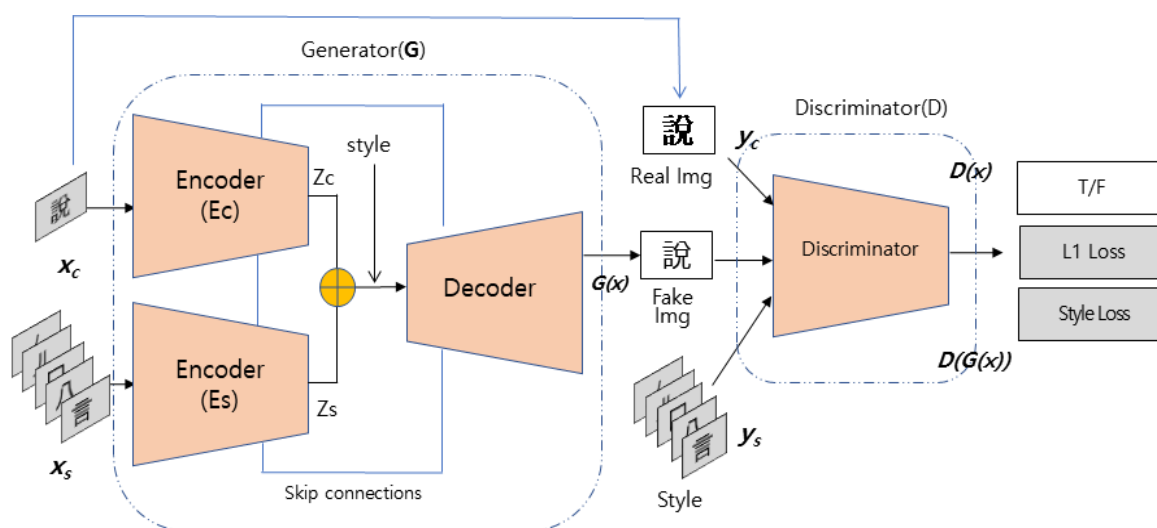 Generator(G)
Encoder
(Ec)
Zc
style
說
xc
Encoder
(Es)
Zs
言
xs
Skip connections
Decoder
G(x)
說
Real Img
yc
說
Fake
Img
言
ys
Style
Discriminator(D)
Discriminator
D(x)
D(G(x))
T/F
L1 Loss
Style Loss